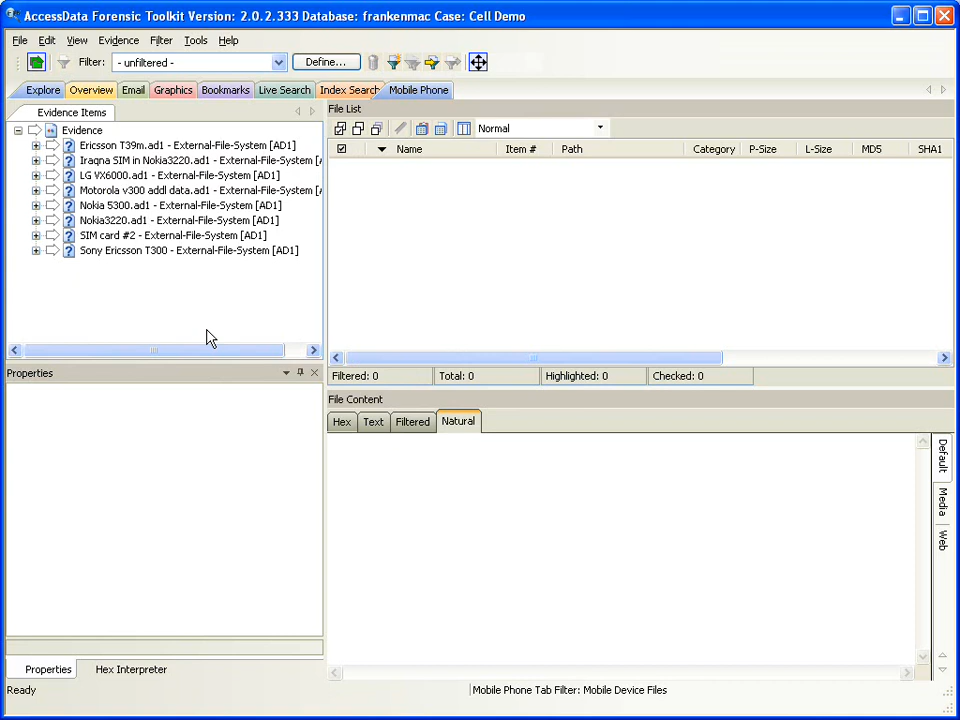 AccessData Forensic Toolkit Version: 2.0.2.333 Database: frankenmac Case: Cell Demo
File Edit View Evidence Filter Tools Help
Filter: - unfiltered - Define...
Explore Overview Email Graphics Bookmarks Live Search Index Search Mobile Phone
Evidence Items
Evidence
Ericsson T39m.ad1 - External-File-System [AD1]
Iraqna SIM in Nokia3220.ad1 - External-File-System [
LG VX6000.ad1 - External-File-System [AD1]
Motorola v300 addl data.ad1 - External-File-System [
Nokia 5300.ad1 - External-File-System [AD1]
Nokia3220.ad1 - External-File-System [AD1]
SIM card #2 - External-File-System [AD1]
Sony Ericsson T300 - External-File-System [AD1]
File List
Normal
Name Item # Path Category P-Size L-Size MD5 SHA1
Filtered: 0 Total: 0 Highlighted: 0 Checked: 0
Properties
File Content
Hex Text Filtered Natural
Default
Media
Web
Properties Hex Interpreter
Ready Mobile Phone Tab Filter: Mobile Device Files